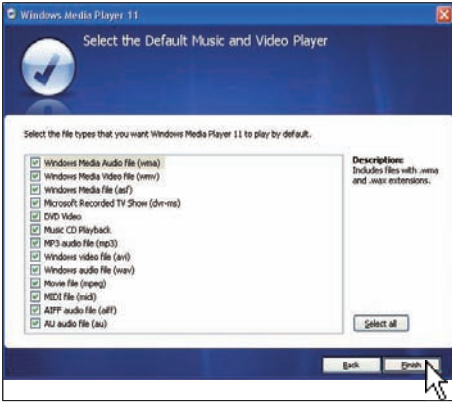 Windows Media Player 11
Select the Default Music and Video Player
Select the file types that you want Windows Media Player 11 to play by default.
Windows Media Audio file (wma)
Windows Media Video file (wmv)
Windows Media file (asf)
Microsoft Recorded TV Show (dvr-ms)
DVD Video
Music CD Playback
MP3 audio file (mp3)
Windows video file (avi)
Windows audio file (wav)
Movie file (mpeg)
MIDI file (midi)
AIFF audio file (aiff)
AU audio file (au)
Description:
Includes files with .wma
and .wax extensions.
Select all
Back
Finish